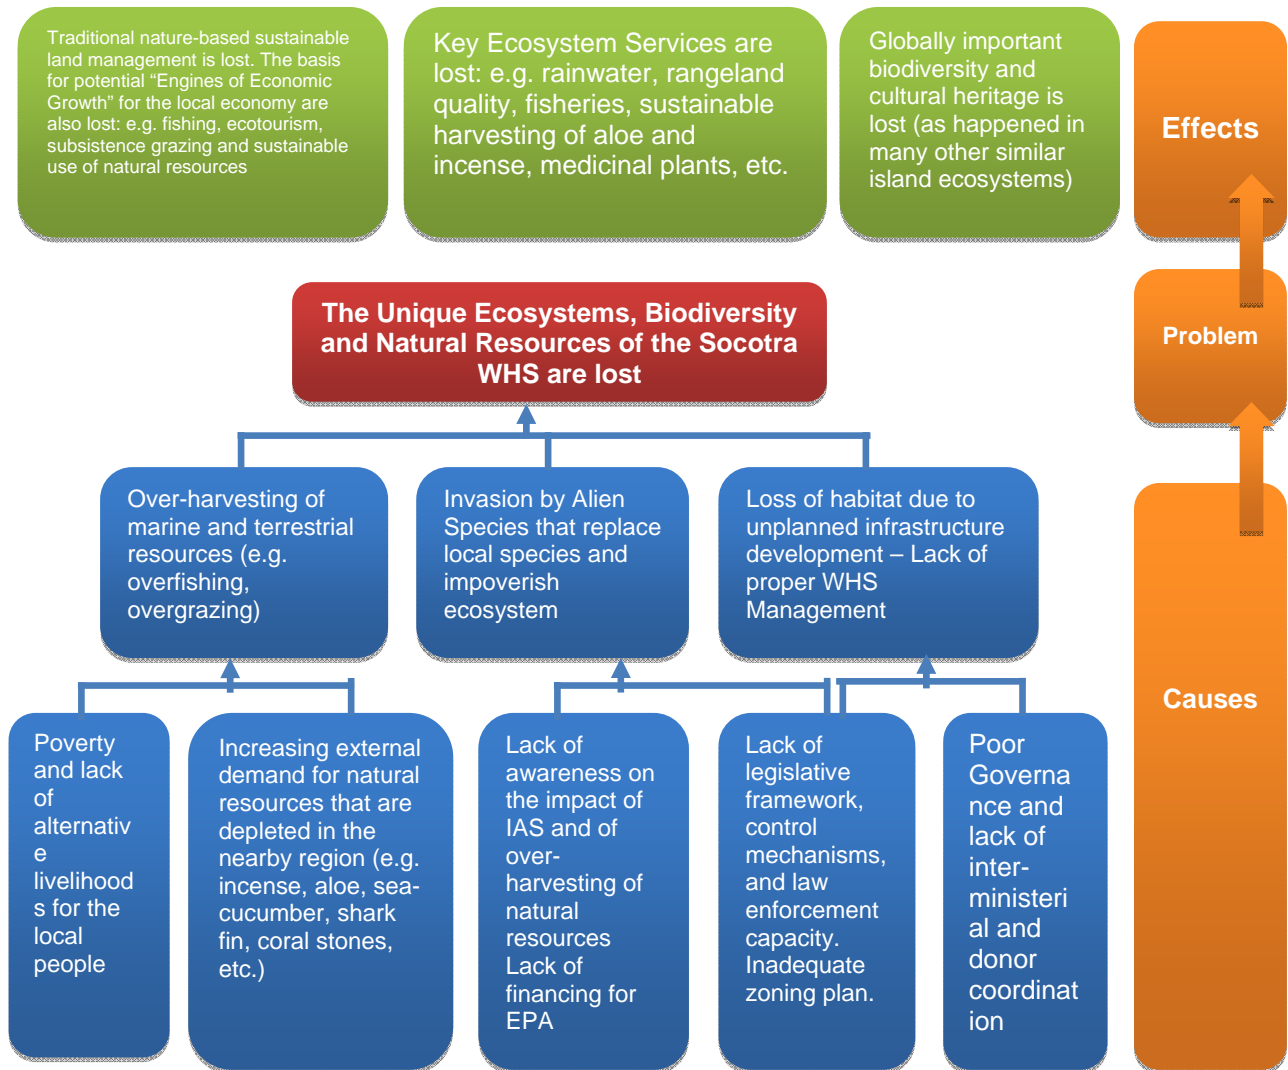 Traditional nature-based sustainable
land management is lost. The basis
for potential “Engines of Economic
Growth” for the local economy are
also lost: e.g. fishing, ecotourism,
subsistence grazing and sustainable
use of natural resources
Key Ecosystem Services are
lost: e.g. rainwater, rangeland
quality, fisheries, sustainable
harvesting of aloe and
incense, medicinal plants, etc.
Globally important
biodiversity and
cultural heritage is
lost (as happened in
many other similar
island ecosystems)
Effects
The Unique Ecosystems, Biodiversity
and Natural Resources of the Socotra
WHS are lost
Problem
Over-harvesting of
marine and terrestrial
resources (e.g.
overfishing,
overgrazing)
Invasion by Alien
Species that replace
local species and
impoverish
ecosystem
Loss of habitat due to
unplanned infrastructure
development – Lack of
proper WHS
Management
Causes
Poverty
and lack
of
alternativ
e
livelihood
s for the
local
people
Increasing external
demand for natural
resources that are
depleted in the
nearby region (e.g.
incense, aloe, sea-
cucumber, shark
fin, coral stones,
etc.)
Lack of
awareness on
the impact of
IAS and of
over-
harvesting of
natural
resources
Lack of
financing for
EPA
Lack of
legislative
framework,
control
mechanisms,
and law
enforcement
capacity.
Inadequate
zoning plan.
Poor
Governa
nce and
lack of
inter-
ministeri
al and
donor
coordinat
ion